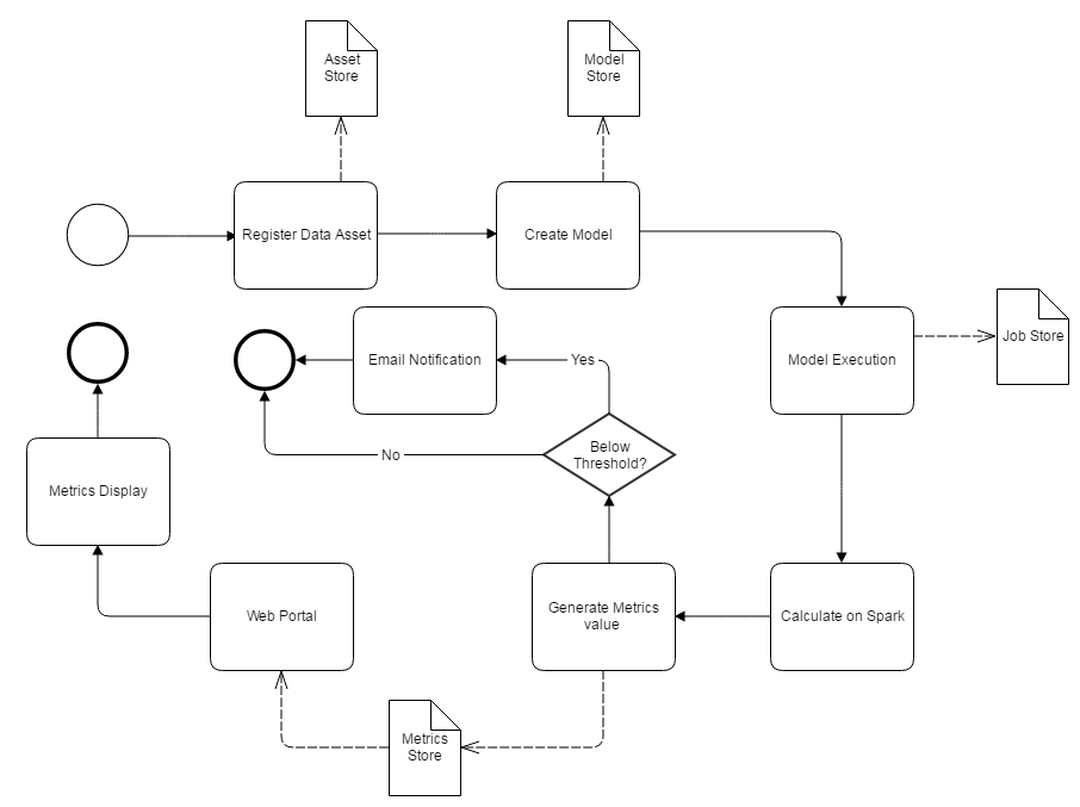 Asset
Store
Model
Store
Register Data Asset
Create Model
Job Store
Email Notification
Yes
Model Execution
No
Below
Threshold?
Metrics Display
Web Portal
Generate Metrics
value
Calculate on Spark
Metrics
Store